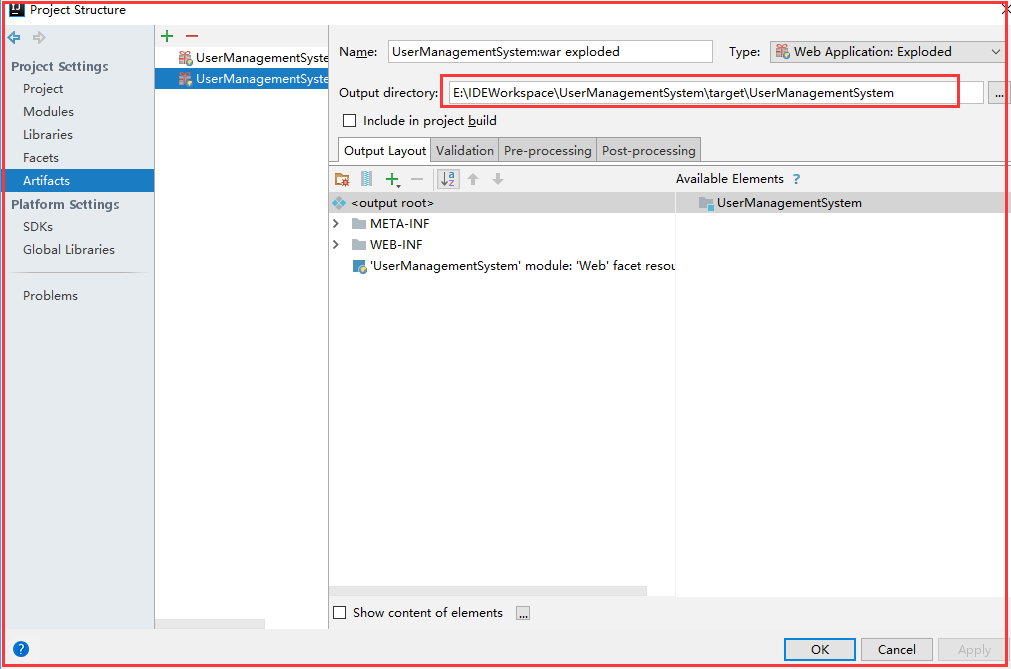 Project Structure
Project Settings
Project
Modules
Libraries
Facets
Artifacts
Platform Settings
SDKs
Global Libraries
Problems
UserManagementSyste
UserManagementSyste
Name: UserManagementSystem:war exploded Type: Web Application: Exploded
Output directory: E:\IDEWorkspace\UserManagementSystem\target\UserManagementSystem ...
Include in project build
Output Layout Validation Pre-processing Post-processing
Available Elements ?
<output root> UserManagementSystem
META-INF
WEB-INF
'UserManagementSystem' module: 'Web' facet resou
Show content of elements ...
? OK Cancel Apply